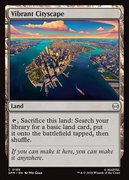 Vibrant Cityscape
Land
, Sacrifice this land: Search your
library for a basic land card, put
it onto the battlefield tapped, then
shuffle.
If you can make it here, you can
make it anywhere.